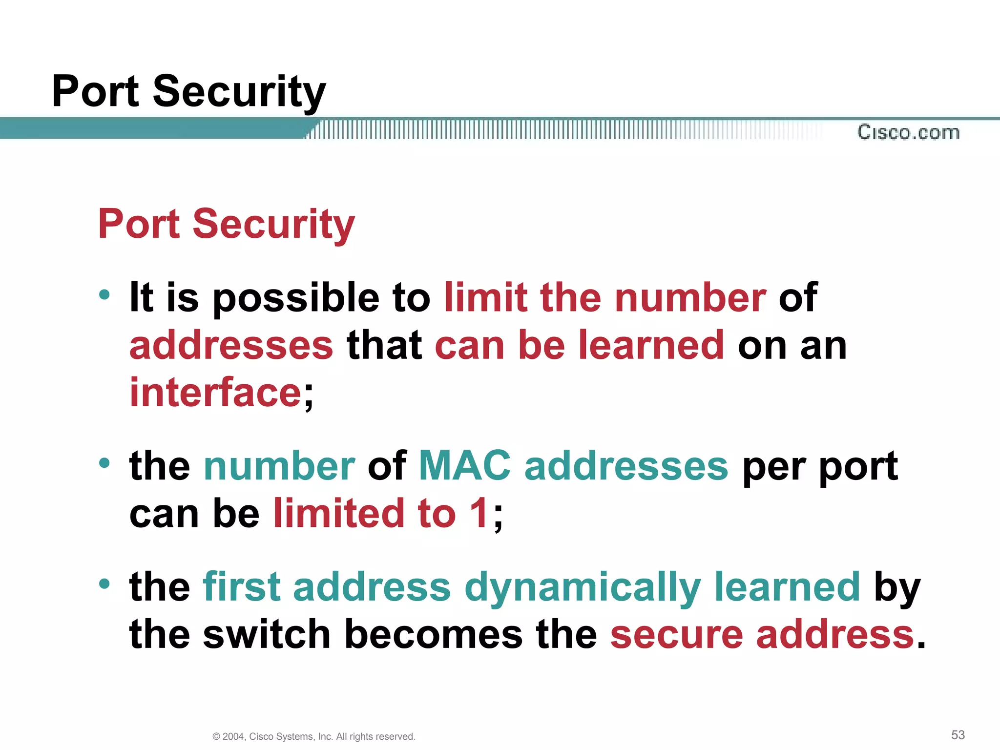 Port Security
Cisco.com
Port Security
• It is possible to limit the number of
addresses that can be learned on an
interface;
• the number of MAC addresses per port
can be limited to 1;
• the first address dynamically learned by
the switch becomes the secure address.
© 2004, Cisco Systems, Inc. All rights reserved.
53